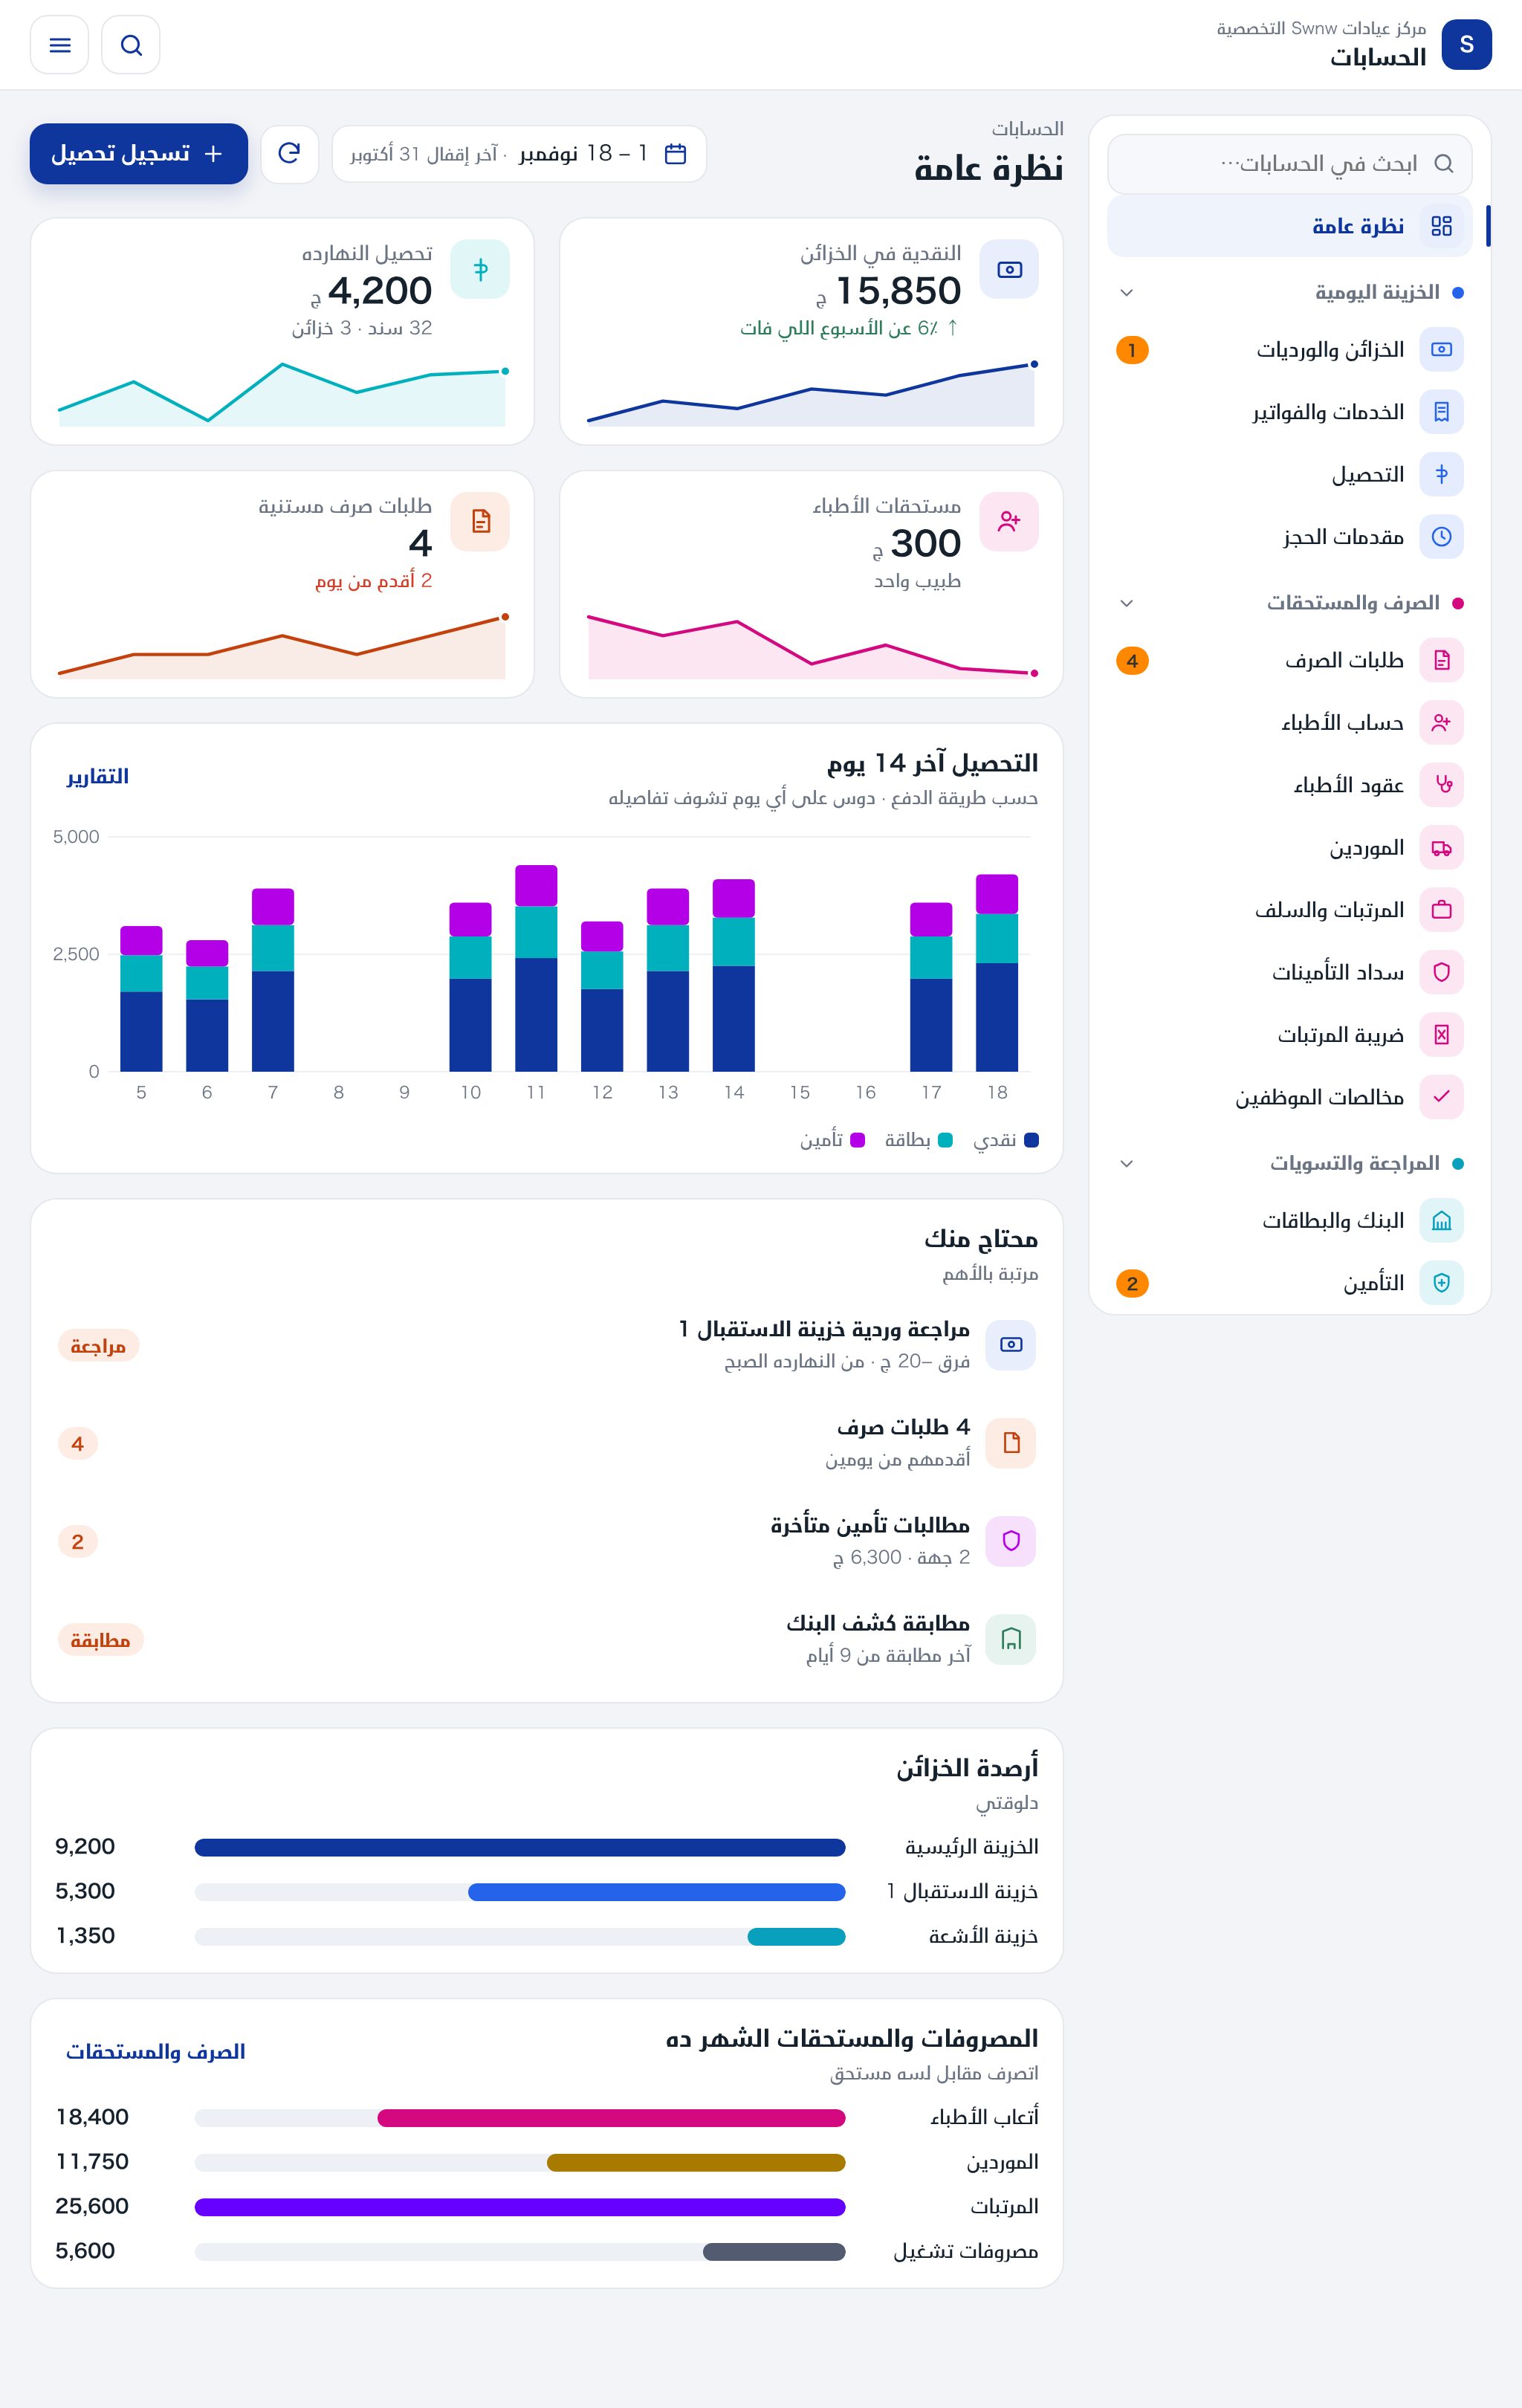 S
مركز عيادات Swnw التخصصية
الحسابات
ابحث في الحسابات...
نظرة عامة
الخزينة اليومية
الخزائن والورديات
1
الخدمات والفواتير
التحصيل
مقدمات الحجز
الصرف والمستحقات
طلبات الصرف
4
حساب الأطباء
عقود الأطباء
الموردين
المرتبات والسلف
سداد التأمينات
ضريبة المرتبات
مخالصات الموظفين
المراجعة والتسويات
البنك والبطاقات
التأمين
2
الحسابات
نظرة عامة
1 – 18 نوفمبر · آخر إقفال 31 أكتوبر
تسجيل تحصيل
النقدية في الخزائن
15,850 ج
↑ 6٪ عن الأسبوع اللي فات
تحصيل النهارده
4,200 ج
32 سند · 3 خزائن
مستحقات الأطباء
300 ج
طبيب واحد
طلبات صرف مستنية
4
2 أقدم من يوم
التحصيل آخر 14 يوم
التقارير
حسب طريقة الدفع · دوس على أي يوم تشوف تفاصيله
5,000
2,500
0
5 6 7 8 9 10 11 12 13 14 15 16 17 18
نقدي
بطاقة
تأمين
محتاج منك
مرتبة بالأهم
مراجعة وردية خزينة الاستقبال 1
فرق –20 ج · من النهارده الصبح
مراجعة
4 طلبات صرف
أقدمهم من يومين
4
مطالبات تأمين متأخرة
2 جهة · 6,300 ج
2
مطابقة كشف البنك
آخر مطابقة من 9 أيام
مطابقة
أرصدة الخزائن
دلوقتي
الخزينة الرئيسية 9,200
خزينة الاستقبال 1 5,300
خزينة الأشعة 1,350
المصروفات والمستحقات الشهر ده
الصرف والمستحقات
اتصرف مقابل لسه مستحق
أتعاب الأطباء 18,400
الموردين 11,750
المرتبات 25,600
مصروفات تشغيل 5,600